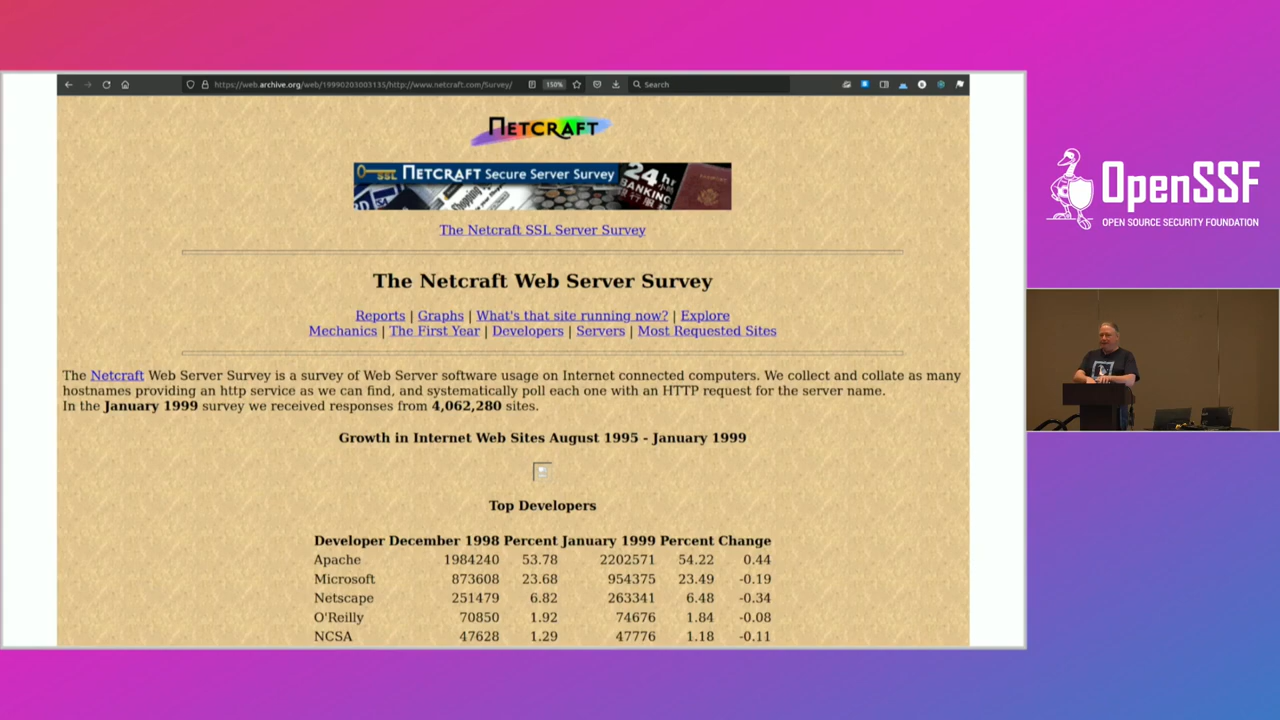 https://web.archive.org/web/19990203003135/http://www.netcraft.com/Survey/
150%
Search
NETCRAFT
SSL NETCRAFT Secure Server Survey
24hr
BANKING
Shopping
The Netcraft SSL Server Survey
The Netcraft Web Server Survey
Reports | Graphs | What's that site running now? | Explore
Mechanics | The First Year | Developers | Servers | Most Requested Sites
The Netcraft Web Server Survey is a survey of Web Server software usage on Internet connected computers. We collect and collate as many
hostnames providing an http service as we can find, and systematically poll each one with an HTTP request for the server name.
In the January 1999 survey we received responses from 4,062,280 sites.
Growth in Internet Web Sites August 1995 - January 1999
Top Developers
Developer December 1998 Percent January 1999 Percent Change
Apache 1984240 53.78 2202571 54.22 0.44
Microsoft 873608 23.68 954375 23.49 -0.19
Netscape 251479 6.82 263341 6.48 -0.34
O'Reilly 70850 1.92 74676 1.84 -0.08
NCSA 47628 1.29 47776 1.18 -0.11
OpenSSF
OPEN SOURCE SECURITY FOUNDATION